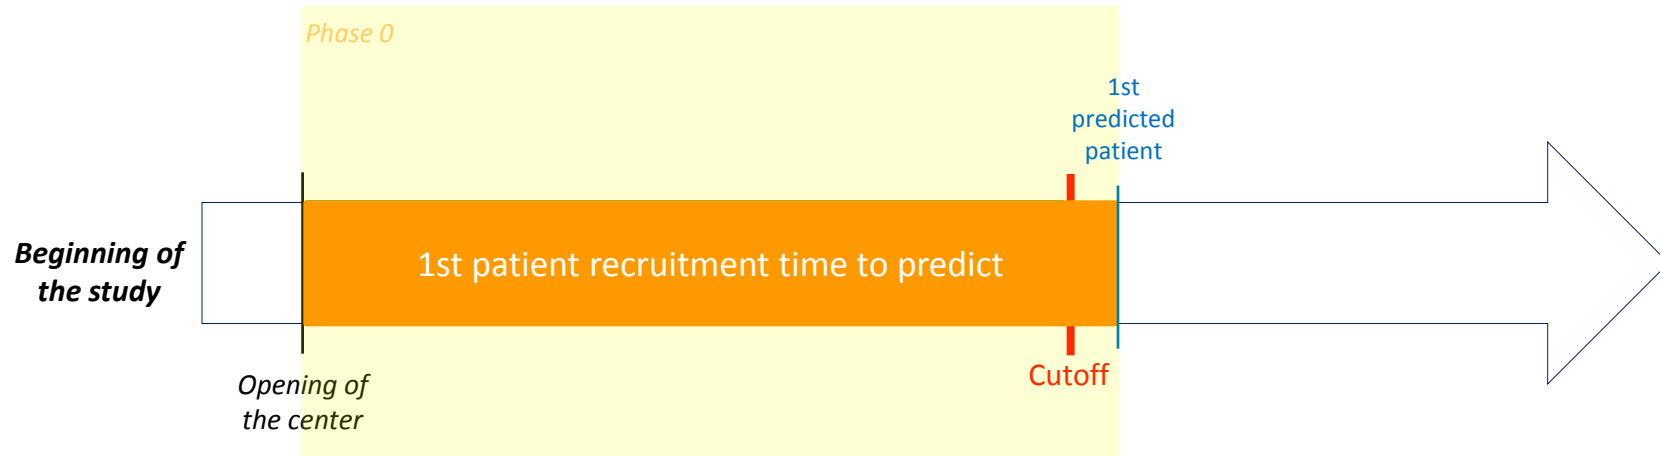 Phase 0
1st
predicted
patient
Beginning of
the study
1st patient recruitment time to predict
Cutoff
Opening of
the center